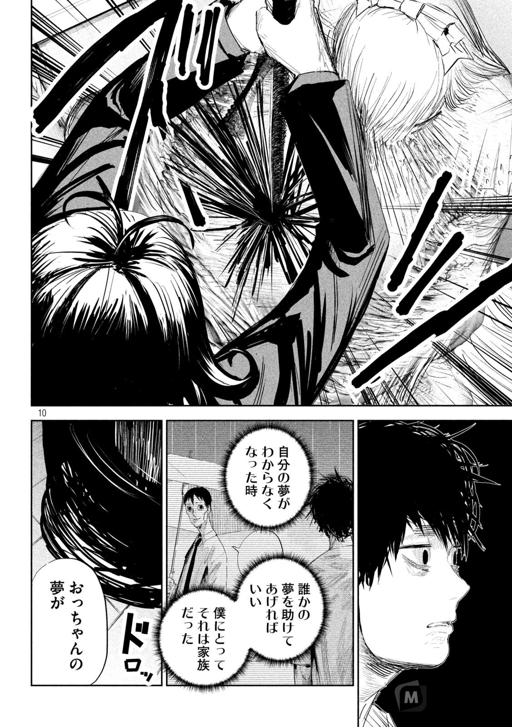 10
自分の夢が
わからなく
なった時
誰かの
夢を助けて
あげれば
いい
僕にとって
それは家族
だった
おっちゃんの
夢が
ドロッ
M